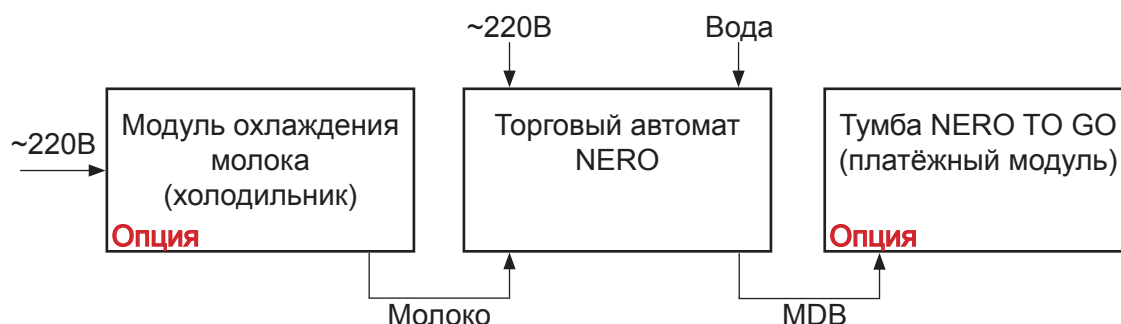 ~220В
Вода
~220В
Модуль охлаждения
молока
(холодильник)
Опция
Торговый автомат
NERO
Тумба NERO TO GO
(платёжный модуль)
Опция
Молоко
MDB